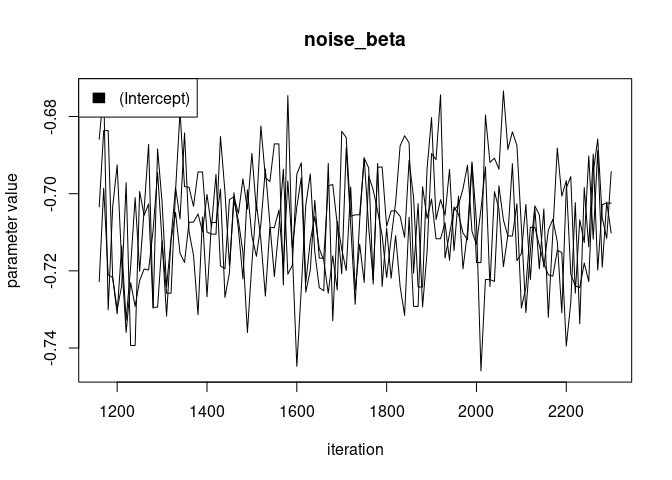 noise_beta
(Intercept)
-0.68
-0.70
-0.72
-0.74
parameter value
1200 1400 1600 1800 2000 2200
iteration